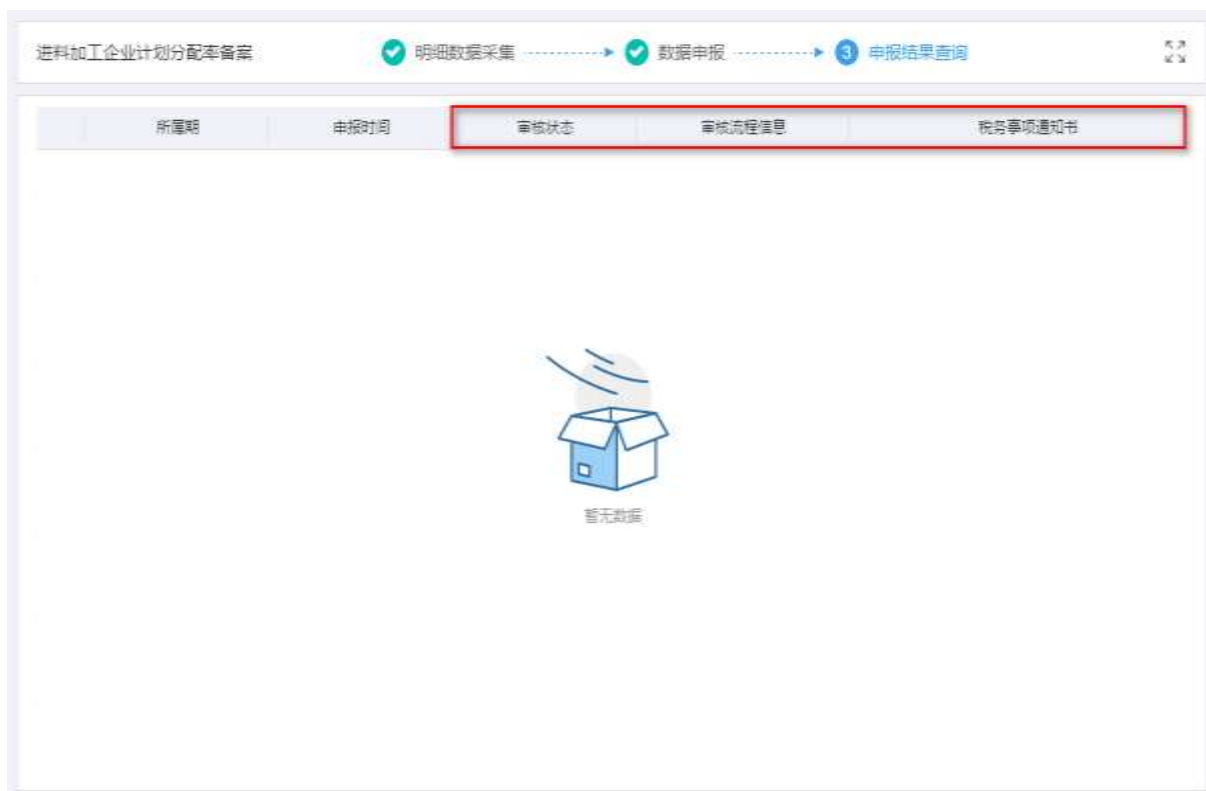 进料加工企业计划分配率备案 明细数据采集 数据申报 3 申报结果查询
所属期 申报时间 审核状态 审核流程信息 税务事项通知书
暂无数据